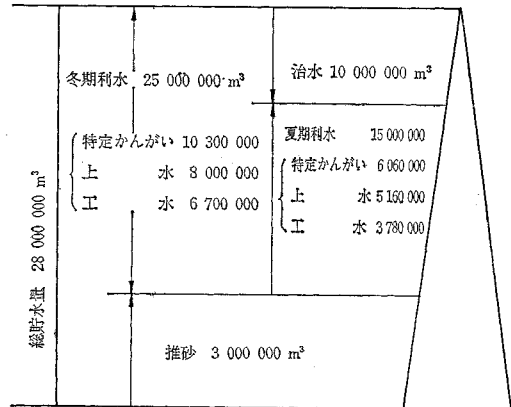 総貯水量 28 000 000 m³
冬期利水 25 000 000 m³
特定かんがい 10 300 000
上 水 8 000 000
工 水 6 700 000
治水 10 000 000 m³
夏期利水 15 000 000
特定かんがい 6 060 000
上 水 5 160 000
工 水 3 780 000
推砂 3 000 000 m³